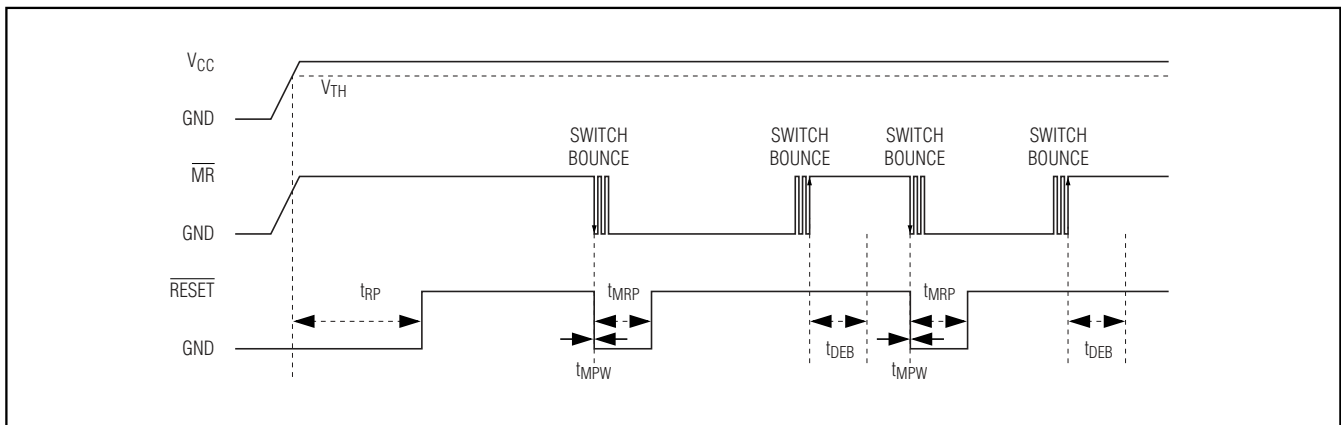 VCC
VTH
GND
SWITCH BOUNCE
SWITCH BOUNCE
SWITCH BOUNCE
SWITCH BOUNCE
MR
GND
RESET
tRP
tMRP
tMRP
GND
tDEB
tDEB
tMPW
tMPW